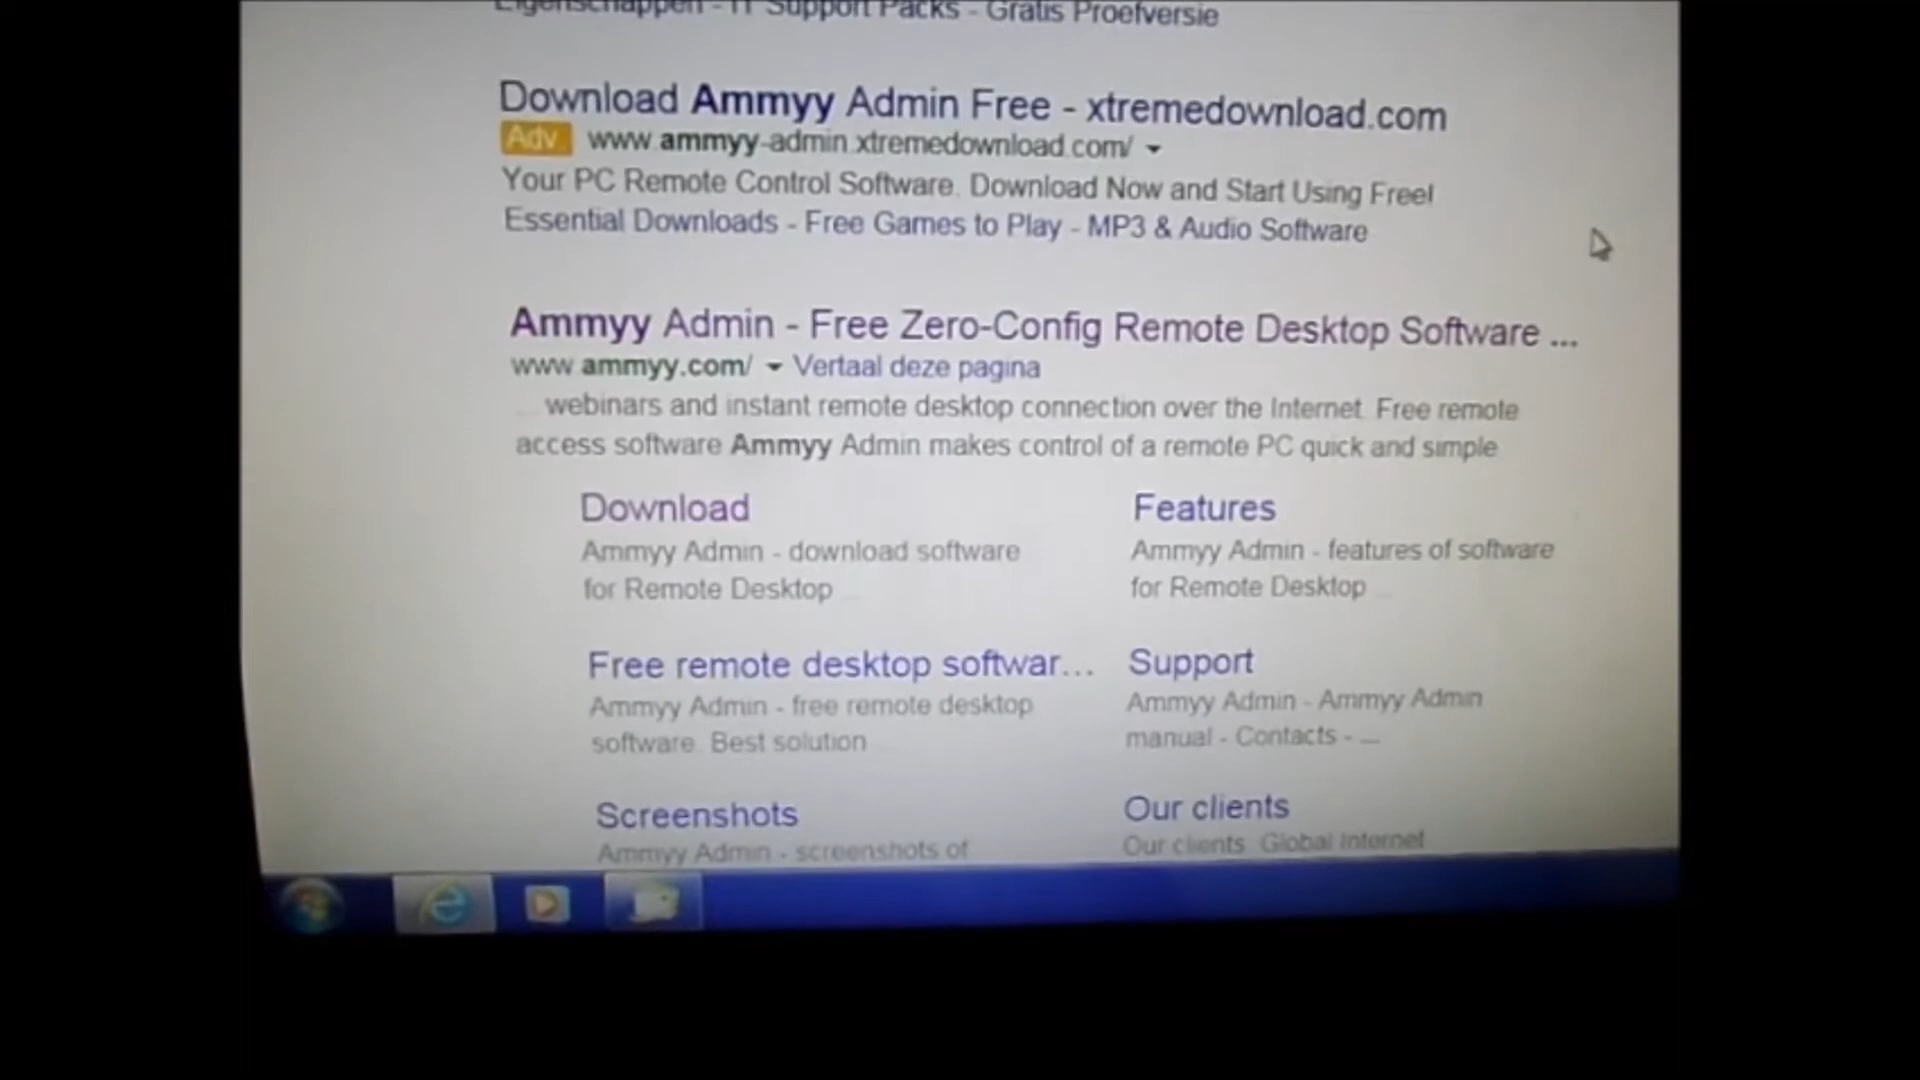 Eigenschappen - IT Support Packs - Gratis Proefversie
Download Ammyy Admin Free - xtremedownload.com
Adv. www.ammyy-admin.xtremedownload.com/
Your PC Remote Control Software. Download Now and Start Using Free!
Essential Downloads - Free Games to Play - MP3 & Audio Software
Ammyy Admin - Free Zero-Config Remote Desktop Software ...
www.ammyy.com/ Vertaal deze pagina
... webinars and instant remote desktop connection over the Internet. Free remote
access software Ammyy Admin makes control of a remote PC quick and simple
Download
Ammyy Admin - download software
for Remote Desktop ...
Features
Ammyy Admin - features of software
for Remote Desktop ...
Free remote desktop softwar...
Ammyy Admin - free remote desktop
software. Best solution ...
Support
Ammyy Admin - Ammyy Admin
manual - Contacts - ...
Screenshots
Ammyy Admin - screenshots of
Our clients
Our clients. Global Internet